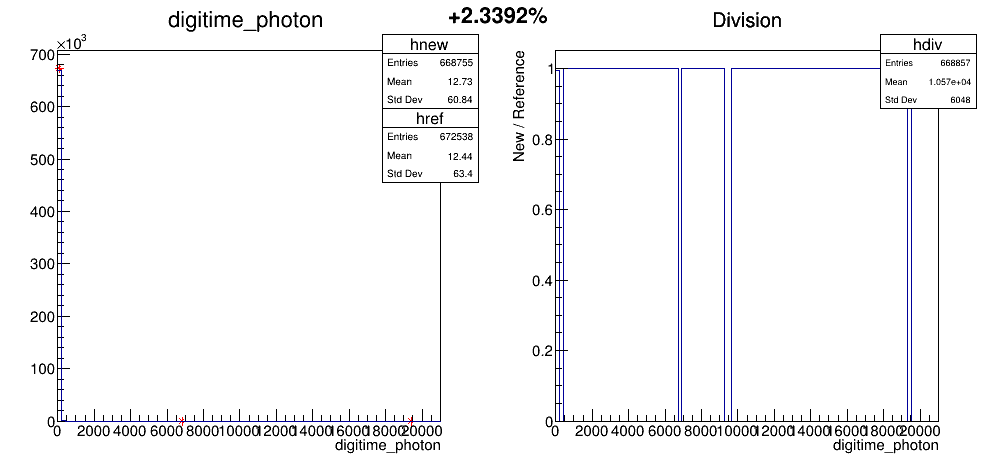 +2.3392%
digitime_photon
×10³
hnew
Entries 668755
Mean 12.73
Std Dev 60.84
href
Entries 672538
Mean 12.44
Std Dev 63.4
700
600
500
400
300
200
100
0
0 2000 4000 6000 8000 10000 12000 14000 16000 18000 20000
digitime_photon
Division
hdiv
Entries 668857
Mean 1.057e+04
Std Dev 6048
New / Reference
1
0.8
0.6
0.4
0.2
0
0 2000 4000 6000 8000 10000 12000 14000 16000 18000 20000
digitime_photon